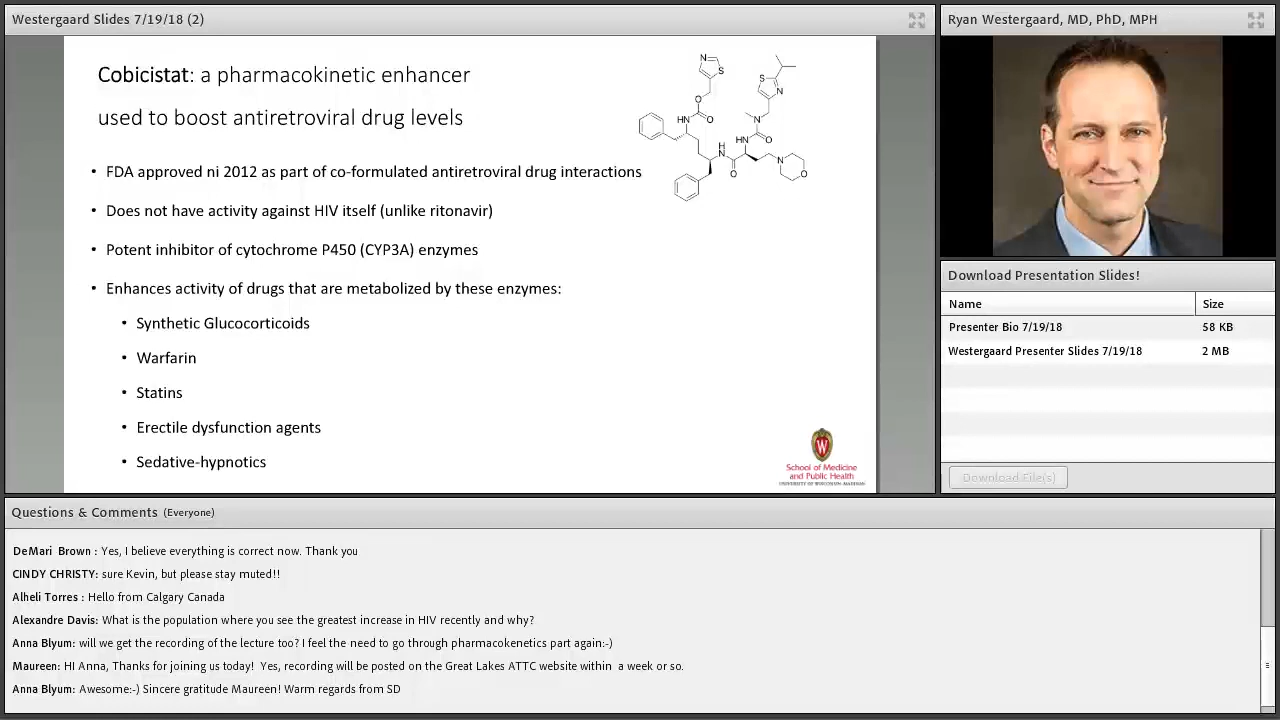 Westergaard Slides 7/19/18 (2)
Cobicistat: a pharmacokinetic enhancer
used to boost antiretroviral drug levels
• FDA approved ni 2012 as part of co-formulated antiretroviral drug interactions
• Does not have activity against HIV itself (unlike ritonavir)
• Potent inhibitor of cytochrome P450 (CYP3A) enzymes
• Enhances activity of drugs that are metabolized by these enzymes:
• Synthetic Glucocorticoids
• Warfarin
• Statins
• Erectile dysfunction agents
• Sedative-hypnotics
N
S
O
O
HN
H
N
O
HN
O
N
S
N
N
O
W
School of Medicine
and Public Health
UNIVERSITY OF WISCONSIN-MADISON
Ryan Westergaard, MD, PhD, MPH
Download Presentation Slides!
Name Size
Presenter Bio 7/19/18 58 KB
Westergaard Presenter Slides 7/19/18 2 MB
Download File(s)
Questions & Comments (Everyone)
DeMari Brown : Yes, I believe everything is correct now. Thank you
CINDY CHRISTY: sure Kevin, but please stay muted!!
Alheli Torres : Hello from Calgary Canada
Alexandre Davis: What is the population where you see the greatest increase in HIV recently and why?
Anna Blyum: will we get the recording of the lecture too? I feel the need to go through pharmacokenetics part again:-)
Maureen: HI Anna, Thanks for joining us today! Yes, recording will be posted on the Great Lakes ATTC website within a week or so.
Anna Blyum: Awesome:-) Sincere gratitude Maureen! Warm regards from SD